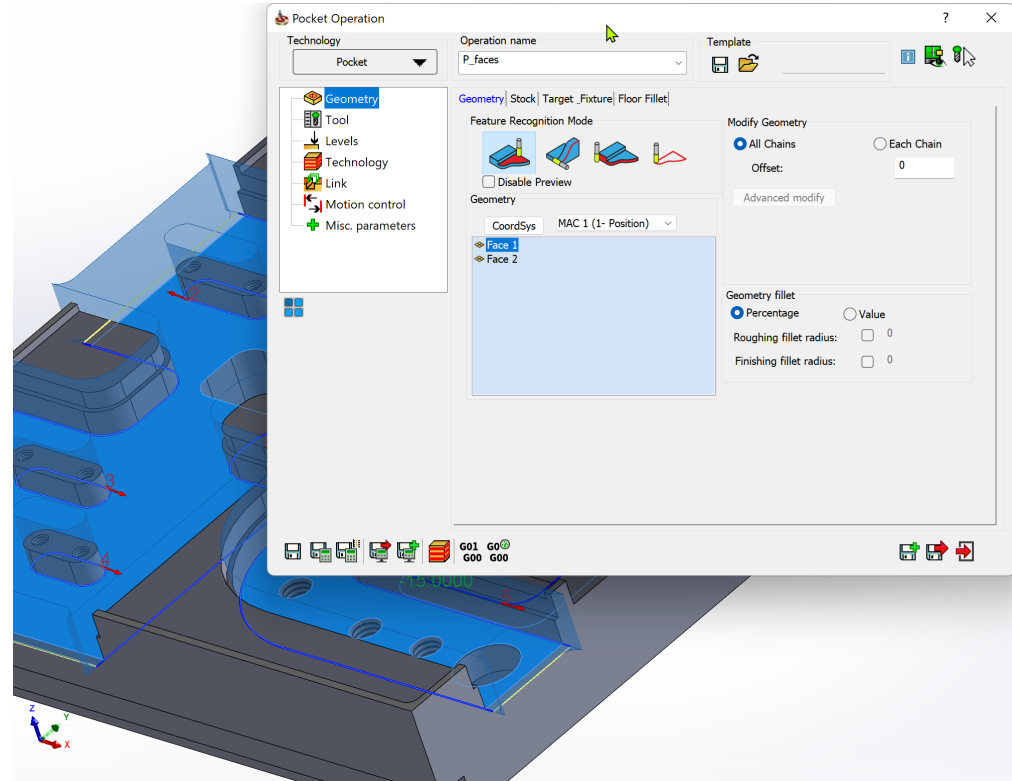 Pocket Operation
?
Technology
Pocket
Operation name
P_faces
Template
Geometry
Tool
Levels
Technology
Link
Motion control
Misc. parameters
Geometry Stock Target_Fixture Floor Fillet
Feature Recognition Mode
Disable Preview
Geometry
CoordSys
MAC 1 (1- Position)
Face 1
Face 2
Modify Geometry
All Chains
Each Chain
Offset:
0
Advanced modify
Geometry fillet
Percentage
Value
Roughing fillet radius:
0
Finishing fillet radius:
0
G01 G0
G00 G00
3
4
-15.0000
Z
Y
X